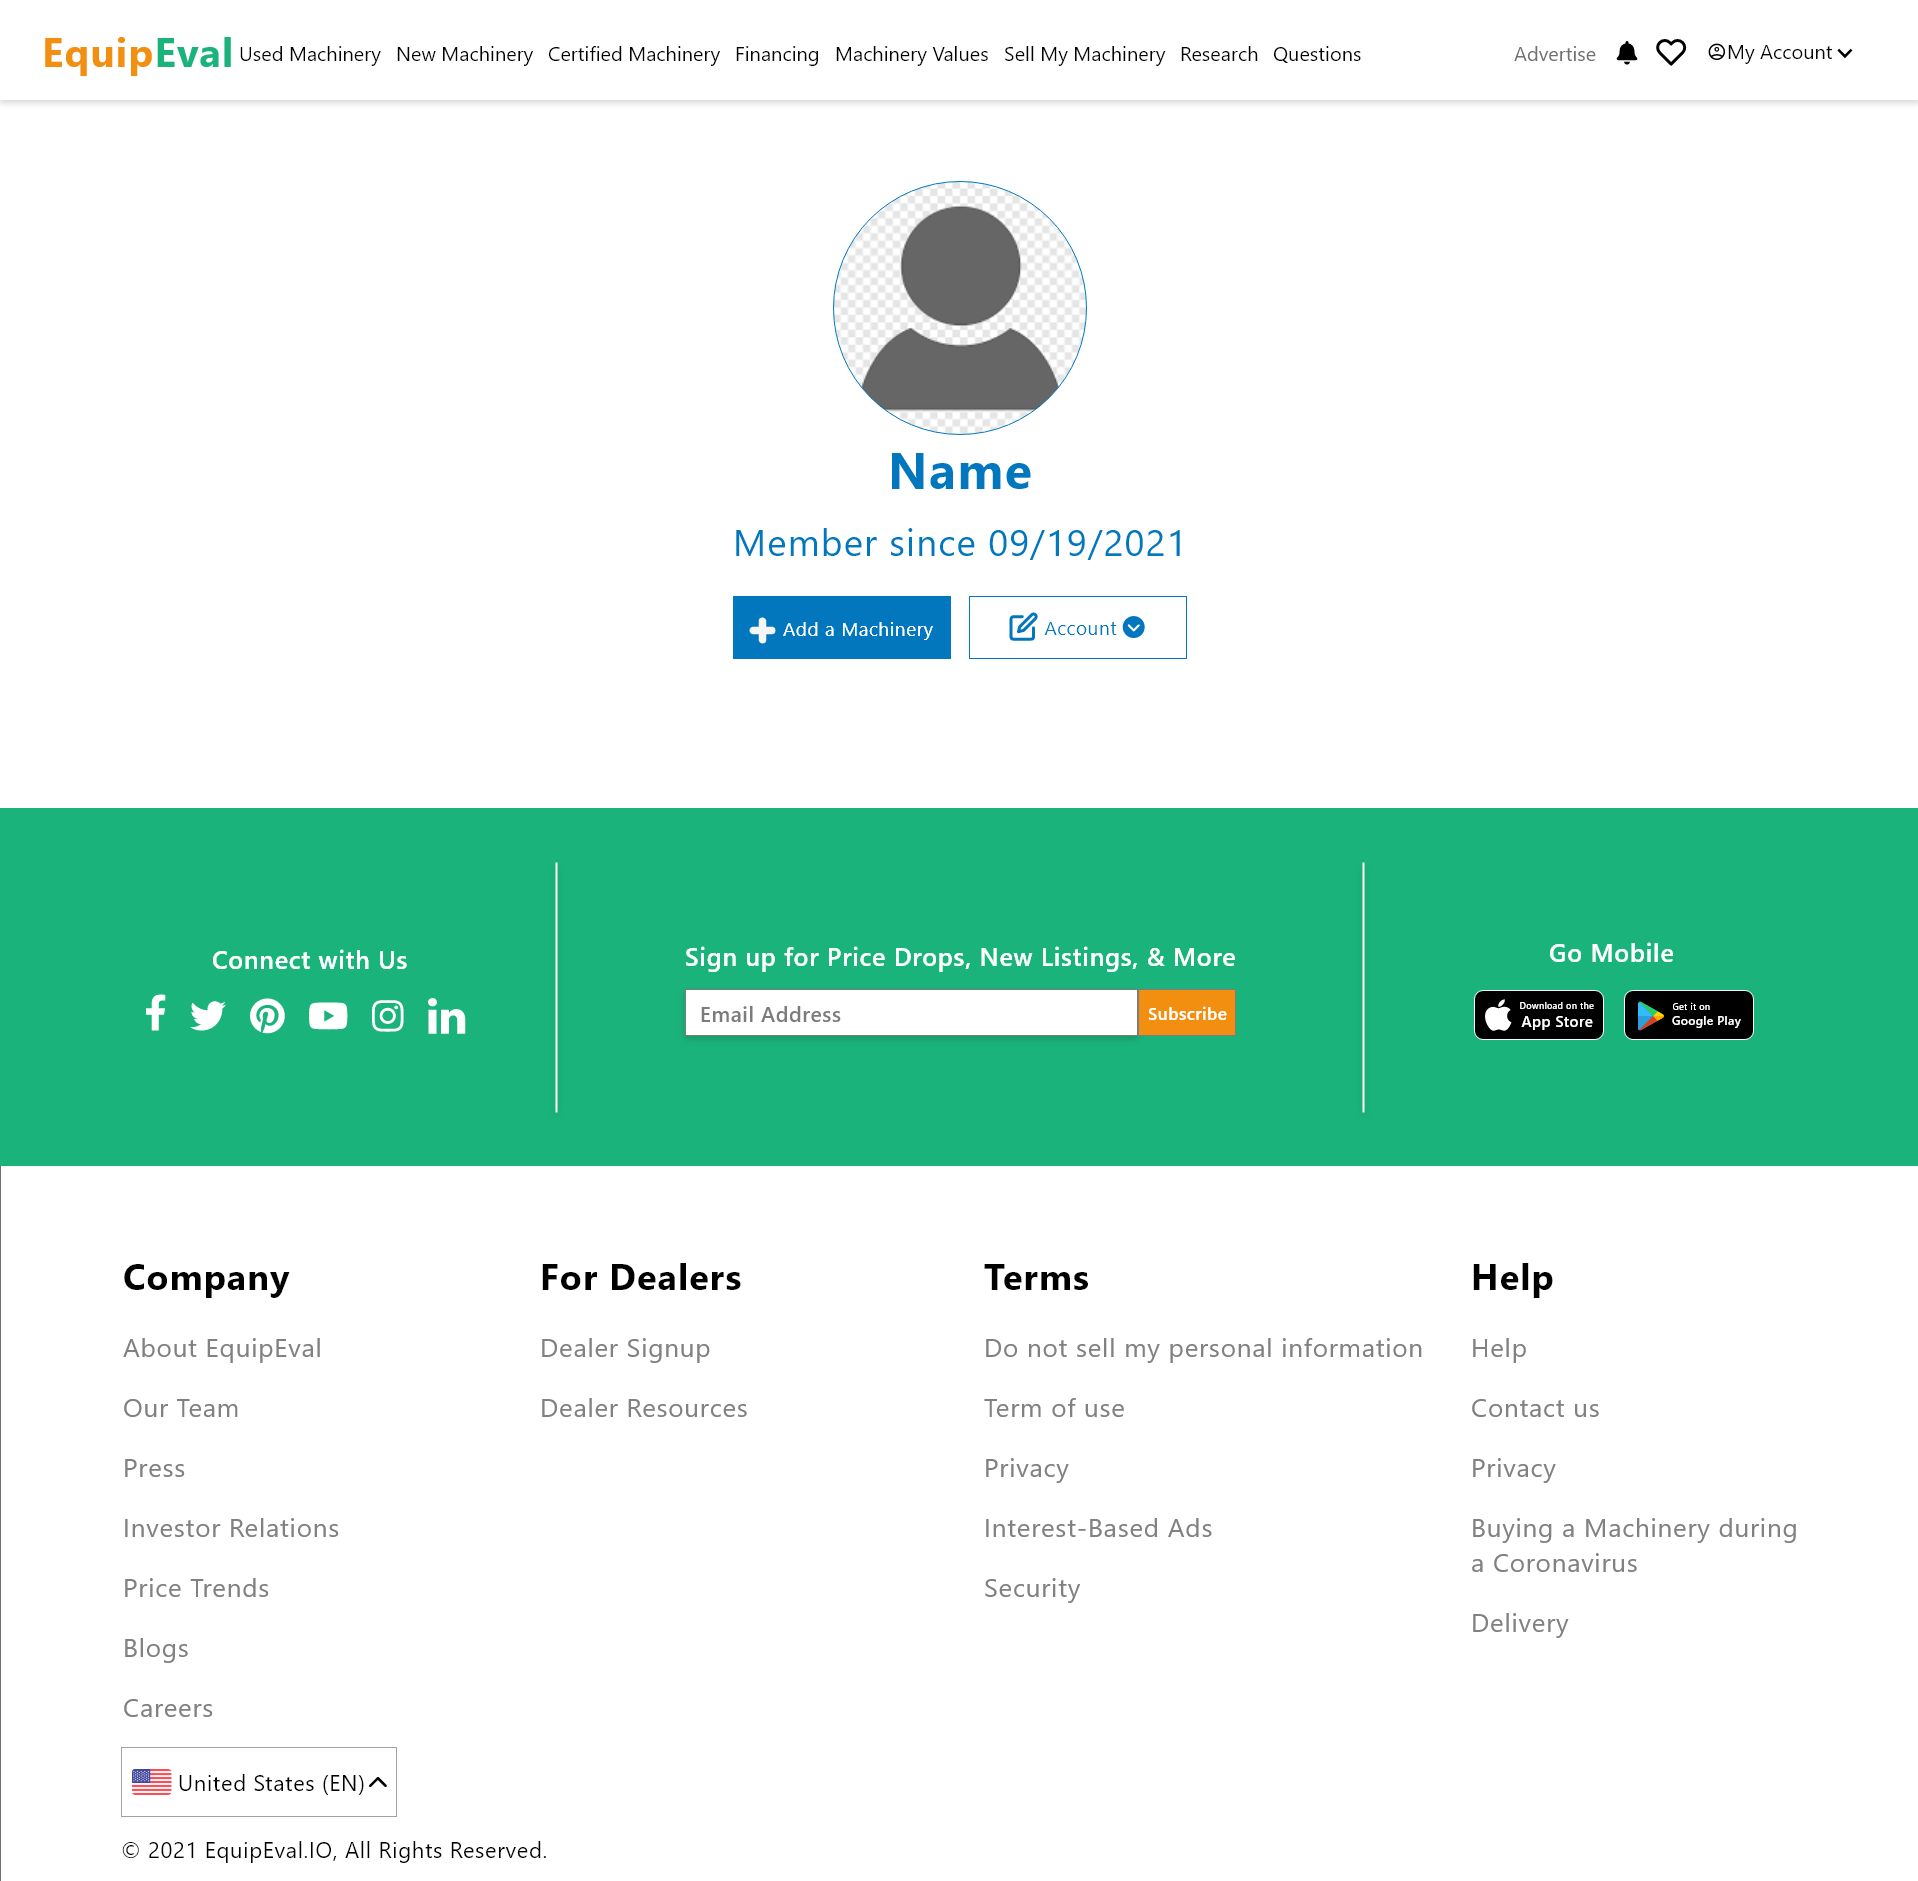 EquipEval Used Machinery New Machinery Certified Machinery Financing Machinery Values Sell My Machinery Research Questions Advertise My Account
Name
Member since 09/19/2021
Add a Machinery Account
Connect with Us
Sign up for Price Drops, New Listings, & More
Email Address Subscribe
Go Mobile
Download on the
App Store
Get it on
Google Play
Company
About EquipEval
Our Team
Press
Investor Relations
Price Trends
Blogs
Careers
For Dealers
Dealer Signup
Dealer Resources
Terms
Do not sell my personal information
Term of use
Privacy
Interest-Based Ads
Security
Help
Help
Contact us
Privacy
Buying a Machinery during
a Coronavirus
Delivery
United States (EN)
© 2021 EquipEval.IO, All Rights Reserved.